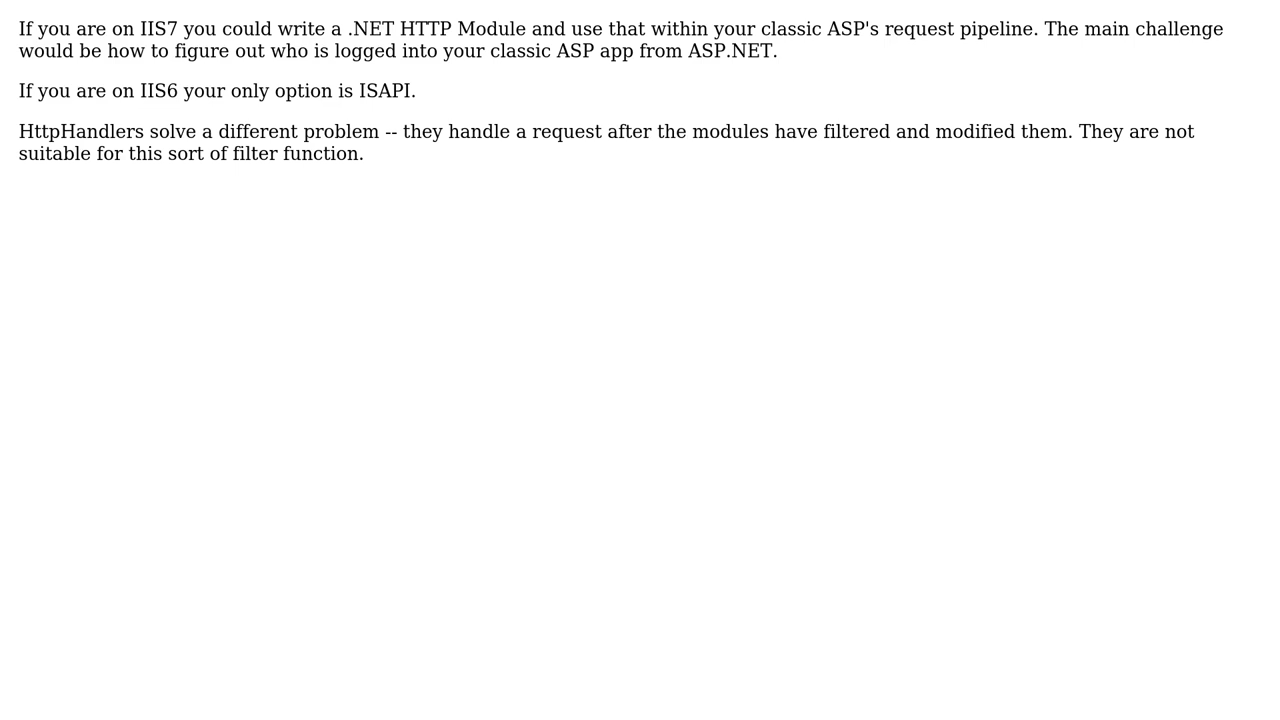 If you are on IIS7 you could write a .NET HTTP Module and use that within your classic ASP's request pipeline. The main challenge
would be how to figure out who is logged into your classic ASP app from ASP.NET.
If you are on IIS6 your only option is ISAPI.
HttpHandlers solve a different problem -- they handle a request after the modules have filtered and modified them. They are not
suitable for this sort of filter function.